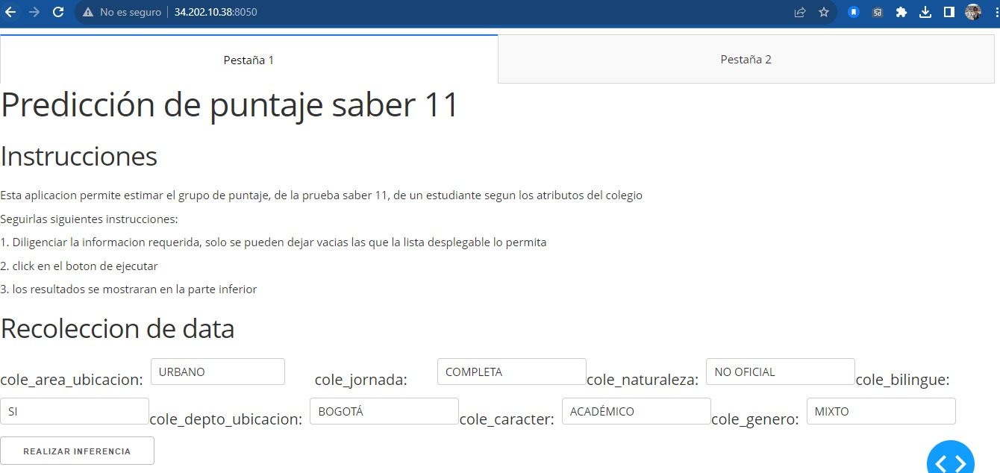 No es seguro 34.202.10.38:8050
Pestaña 1 Pestaña 2
Predicción de puntaje saber 11
Instrucciones
Esta aplicacion permite estimar el grupo de puntaje, de la prueba saber 11, de un estudiante segun los atributos del colegio
Seguirlas siguientes instrucciones:
1. Diligenciar la informacion requerida, solo se pueden dejar vacias las que la lista desplegable lo permita
2. click en el boton de ejecutar
3. los resultados se mostraran en la parte inferior
Recoleccion de data
cole_area_ubicacion: URBANO cole_jornada: COMPLETA cole_naturaleza: NO OFICIAL cole_bilingue:
SI cole_depto_ubicacion: BOGOTÁ cole_caracter: ACADÉMICO cole_genero: MIXTO
REALIZAR INFERENCIA